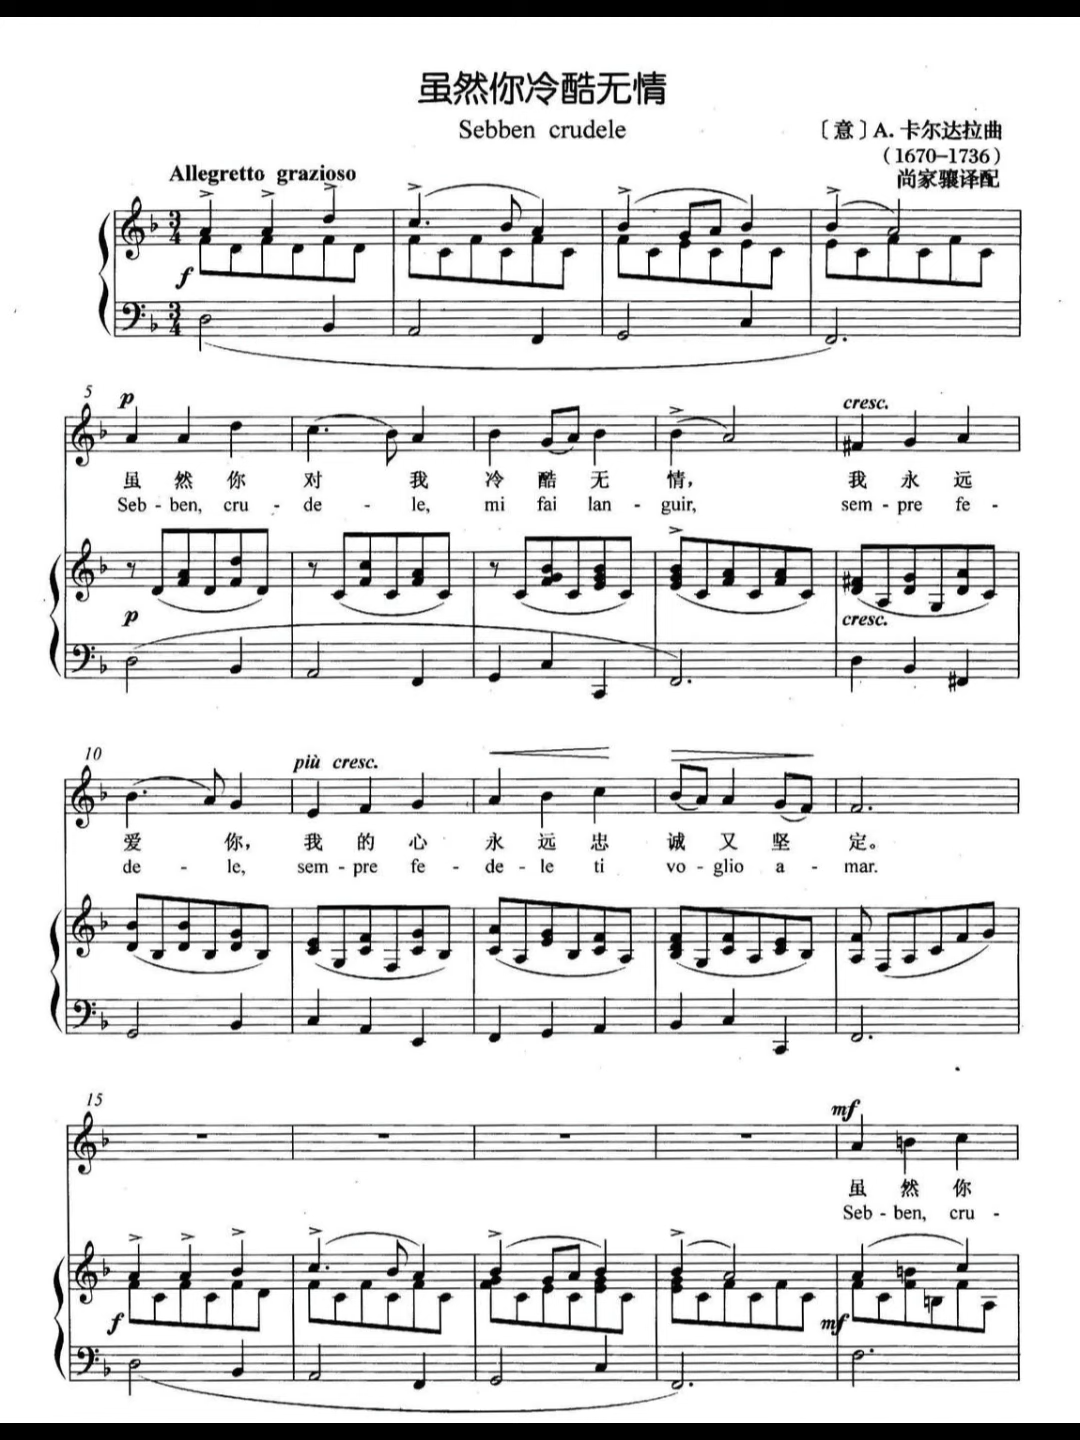 虽然你冷酷无情
Sebben crudele
〔意〕A. 卡尔达拉曲
（1670–1736）
尚家骧译配
Allegretto grazioso
f
5
p
cresc.
虽 然 你 对 我 冷 酷 无 情， 我 永 远
Seb - ben, cru - de - le, mi fai lan - guir, sem - pre fe -
p
cresc.
10
più cresc.
爱 你， 我 的 心 永 远 忠 诚 又 坚 定。
de - le, sem - pre fe - de - le ti vo - glio a - mar.
15
mf
虽 然 你
Seb - ben, cru -
f
mf